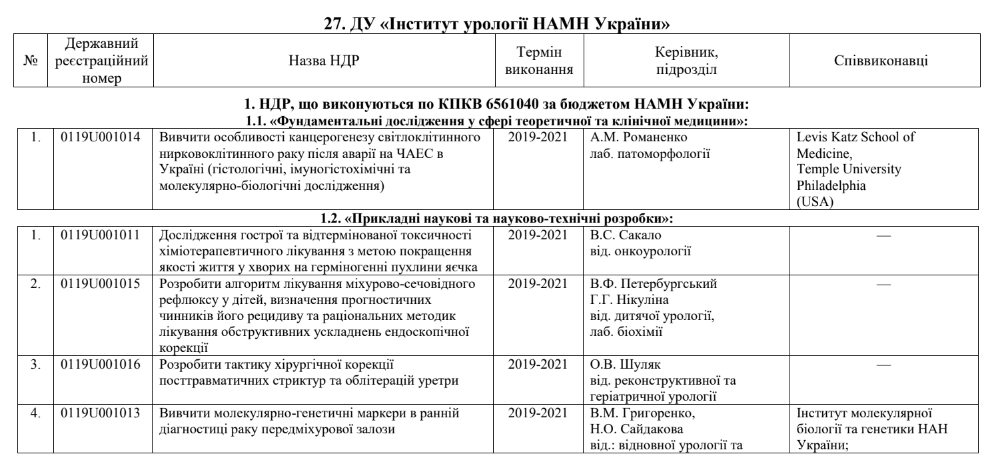 27. ДУ «Інститут урології НАМН України»
№
Державний
реєстраційний
номер
Назва НДР
Термін
виконання
Керівник,
підрозділ
Співвиконавці
1. НДР, що виконуються по КПКВ 6561040 за бюджетом НАМН України:
1.1. «Фундаментальні дослідження у сфері теоретичної та клінічної медицини»:
1.
0119U001014
Вивчити особливості канцерогенезу світлоклітинного
нирковоклітинного раку після аварії на ЧАЕС в
Україні (гістологічні, імуногістохімічні та
молекулярно-біологічні дослідження)
2019-2021
А.М. Романенко
лаб. патоморфології
Levis Katz School of
Medicine,
Temple University
Philadelphia
(USA)
1.2. «Прикладні наукові та науково-технічні розробки»:
1.
0119U001011
Дослідження гострої та відтермінованої токсичності
хіміотерапевтичного лікування з метою покращення
якості життя у хворих на герміногенні пухлини яєчка
2019-2021
В.С. Сакало
від. онкоурології
—
2.
0119U001015
Розробити алгоритм лікування міхурово-сечовідного
рефлюксу у дітей, визначення прогностичних
чинників його рецидиву та раціональних методик
лікування обструктивних ускладнень ендоскопічної
корекції
2019-2021
В.Ф. Петербургський
Г.Г. Нікуліна
від. дитячої урології,
лаб. біохімії
—
3.
0119U001016
Розробити тактику хірургічної корекції
посттравматичних стриктур та облітерацій уретри
2019-2021
О.В. Шуляк
від. реконструктивної та
геріатричної урології
—
4.
0119U001013
Вивчити молекулярно-генетичні маркери в ранній
діагностиці раку передміхурової залози
2019-2021
В.М. Григоренко,
Н.О. Сайдакова
від.: відновної урології та
Інститут молекулярної
біології та генетики НАН
України;